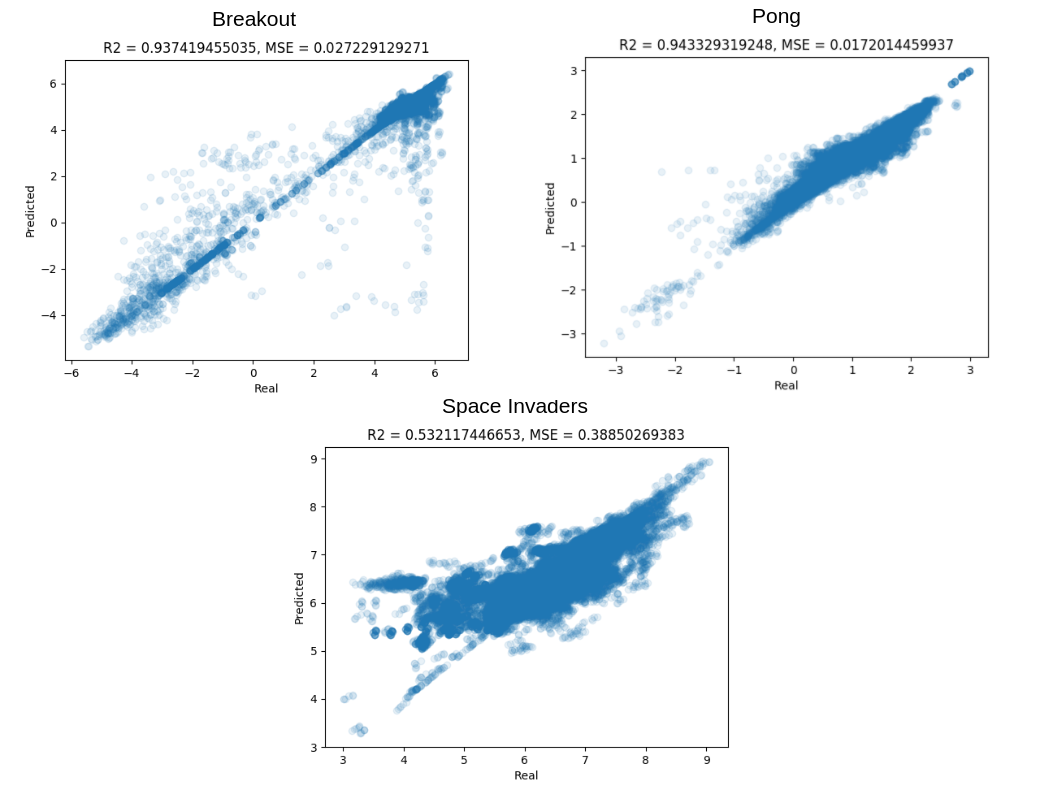 Breakout
R2 = 0.937419455035, MSE = 0.027229129271
Predicted
6
4
2
0
−2
−4
−6 −4 −2 0 2 4 6
Real
Pong
R2 = 0.943329319248, MSE = 0.0172014459937
Predicted
3
2
1
0
−1
−2
−3
−3 −2 −1 0 1 2 3
Real
Space Invaders
R2 = 0.532117446653, MSE = 0.38850269383
Predicted
9
8
7
6
5
4
3
3 4 5 6 7 8 9
Real